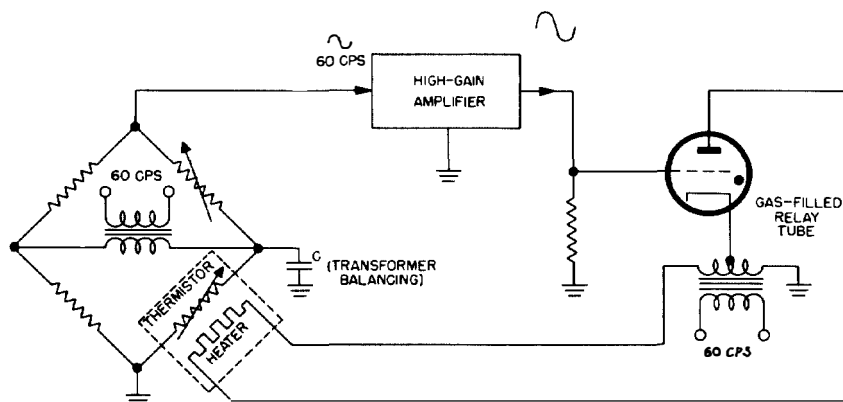 60 CPS
HIGH-GAIN
AMPLIFIER
60 CPS
GAS-FILLED
RELAY
TUBE
C
(TRANSFORMER
BALANCING)
THERMISTOR
HEATER
60 CPS